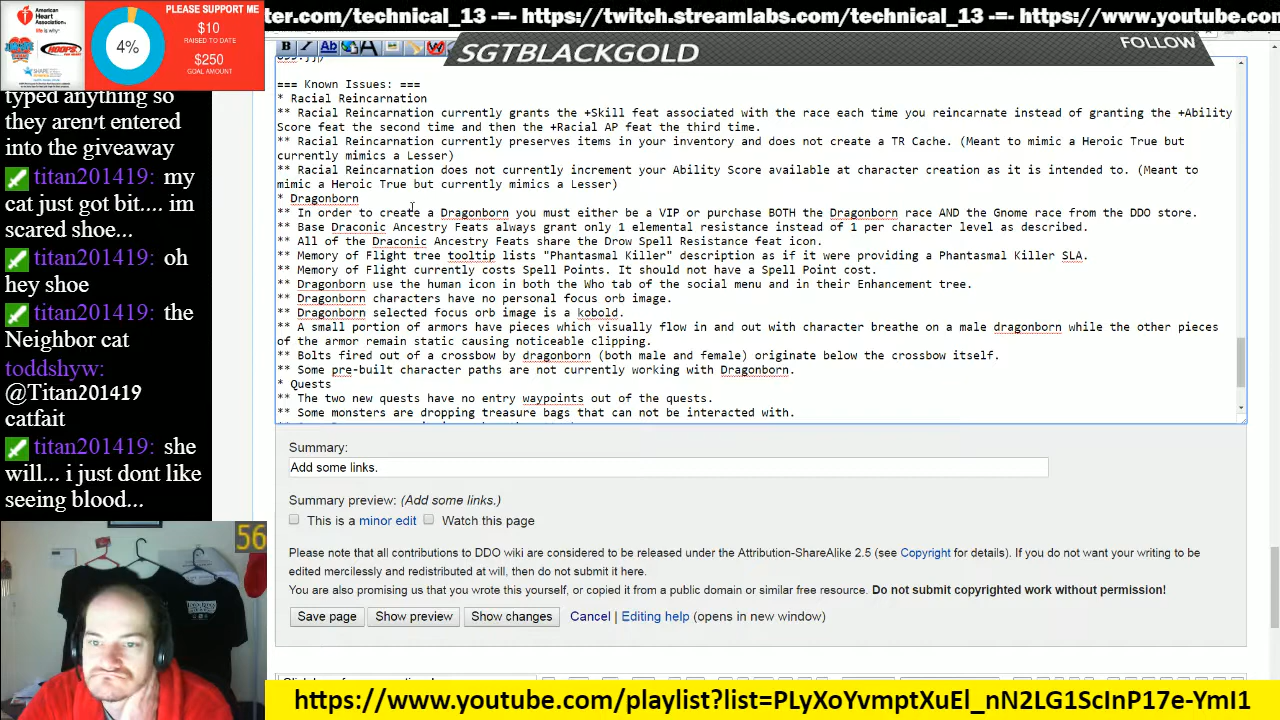 American
Heart
Association®
life is why™
HOOPS
SHAPE
4%
PLEASE SUPPORT ME
$10
RAISED TO DATE
$250
GOAL AMOUNT
ter.com/technical_13 -=- https://twitch.streamlabs.com/technical_13 -=- https://www.youtube.com
B I Ab A W
SGTBLACKGOLD
FOLLOW
typed anything so
they aren't entered
into the giveaway
titan201419: my
cat just got bit.... im
scared shoe...
titan201419: oh
hey shoe
titan201419: the
Neighbor cat
toddshyw:
@Titan201419
catfait
titan201419: she
will... i just dont like
seeing blood...
=== Known Issues: ===
* Racial Reincarnation
** Racial Reincarnation currently grants the +Skill feat associated with the race each time you reincarnate instead of granting the +Ability
Score feat the second time and then the +Racial AP feat the third time.
** Racial Reincarnation currently preserves items in your inventory and does not create a TR Cache. (Meant to mimic a Heroic True but
currently mimics a Lesser)
** Racial Reincarnation does not currently increment your Ability Score available at character creation as it is intended to. (Meant to
mimic a Heroic True but currently mimics a Lesser)
* Dragonborn
** In order to create a Dragonborn you must either be a VIP or purchase BOTH the Dragonborn race AND the Gnome race from the DDO store.
** Base Draconic Ancestry Feats always grant only 1 elemental resistance instead of 1 per character level as described.
** All of the Draconic Ancestry Feats share the Drow Spell Resistance feat icon.
** Memory of Flight tree tooltip lists "Phantasmal Killer" description as if it were providing a Phantasmal Killer SLA.
** Memory of Flight currently costs Spell Points. It should not have a Spell Point cost.
** Dragonborn use the human icon in both the Who tab of the social menu and in their Enhancement tree.
** Dragonborn characters have no personal focus orb image.
** Dragonborn selected focus orb image is a kobold.
** A small portion of armors have pieces which visually flow in and out with character breathe on a male dragonborn while the other pieces
of the armor remain static causing noticeable clipping.
** Bolts fired out of a crossbow by dragonborn (both male and female) originate below the crossbow itself.
** Some pre-built character paths are not currently working with Dragonborn.
* Quests
** The two new quests have no entry waypoints out of the quests.
** Some monsters are dropping treasure bags that can not be interacted with.
Summary:
Add some links.
Summary preview: (Add some links.)
This is a minor edit Watch this page
Please note that all contributions to DDO wiki are considered to be released under the Attribution-ShareAlike 2.5 (see Copyright for details). If you do not want your writing to be
edited mercilessly and redistributed at will, then do not submit it here.
You are also promising us that you wrote this yourself, or copied it from a public domain or similar free resource. Do not submit copyrighted work without permission!
Save page Show preview Show changes Cancel | Editing help (opens in new window)
56
https://www.youtube.com/playlist?list=PLyXoYvmptXuEl_nN2LG1ScInP17e-YmI1